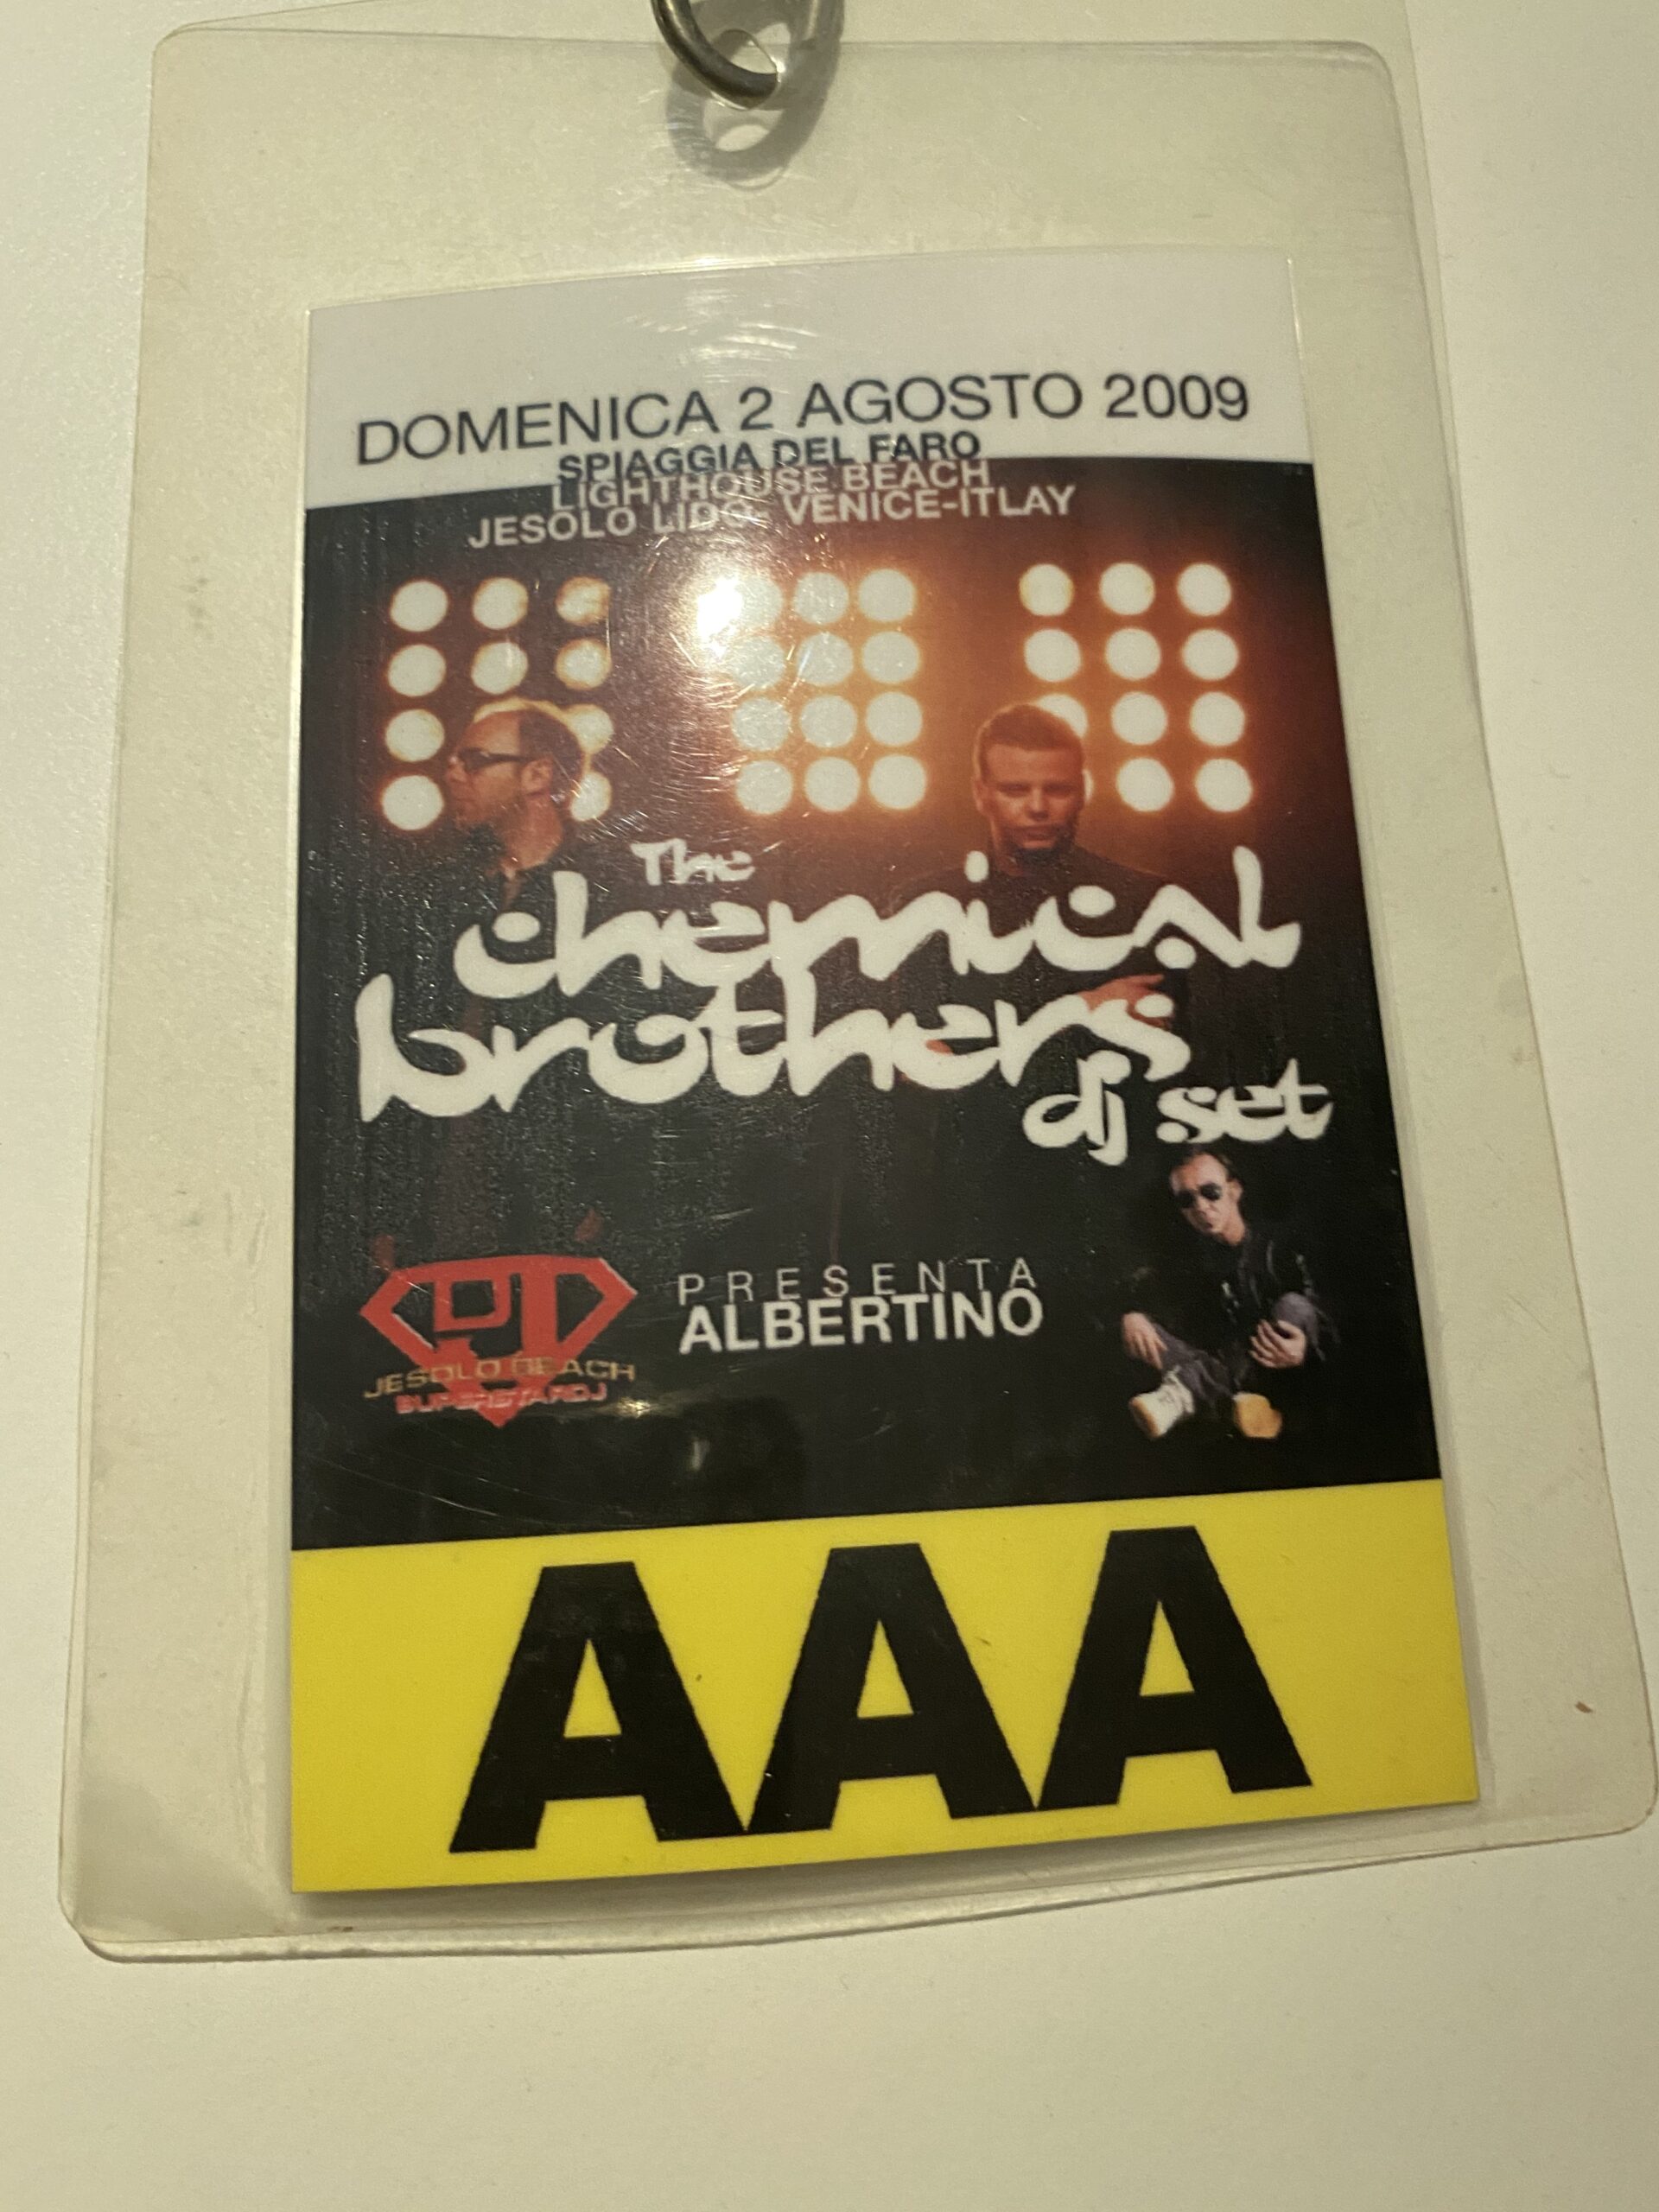 DOMENICA 2 AGOSTO 2009
SPIAGGIA DEL FARO
LIGHTHOUSE BEACH
JESOLO LIDO- VENICE-ITLAY
The
chemical
brothers
dj set
DJ
JESOLO BEACH
SUPERSTARDJ
PRESENTA
ALBERTINO
AAA